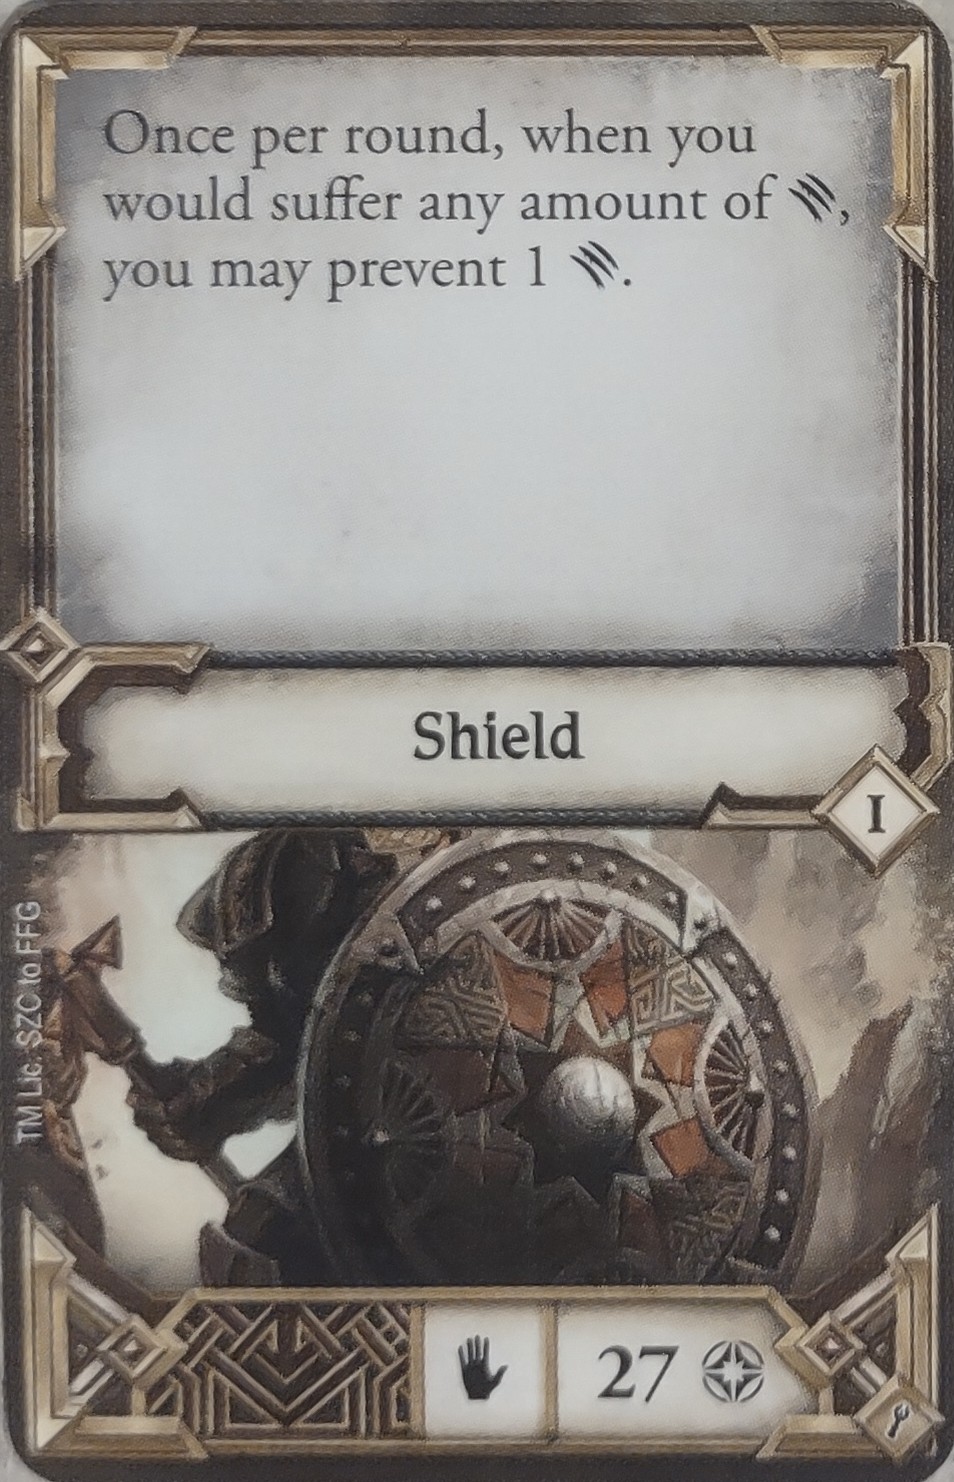 Once per round, when you
would suffer any amount of ,
you may prevent 1 .
Shield
I
TM Lic. SZC to FFG
27